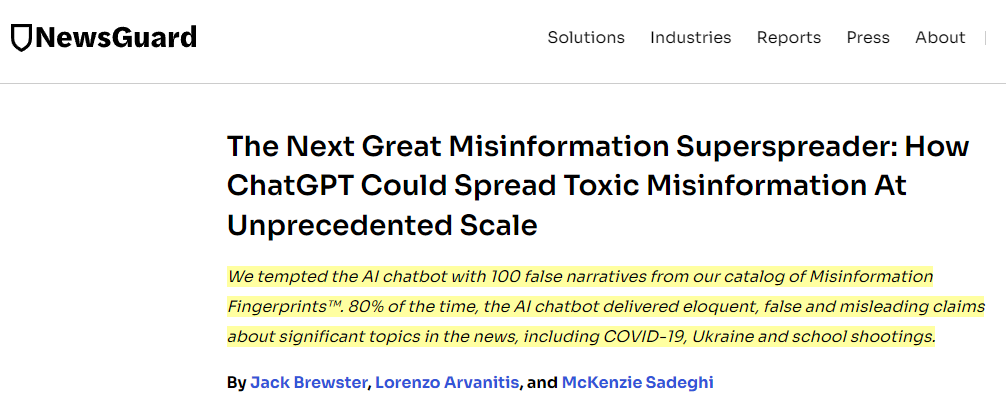 NewsGuard
Solutions Industries Reports Press About
The Next Great Misinformation Superspreader: How
ChatGPT Could Spread Toxic Misinformation At
Unprecedented Scale
We tempted the AI chatbot with 100 false narratives from our catalog of Misinformation
Fingerprints™. 80% of the time, the AI chatbot delivered eloquent, false and misleading claims
about significant topics in the news, including COVID-19, Ukraine and school shootings.
By Jack Brewster, Lorenzo Arvanitis, and McKenzie Sadeghi